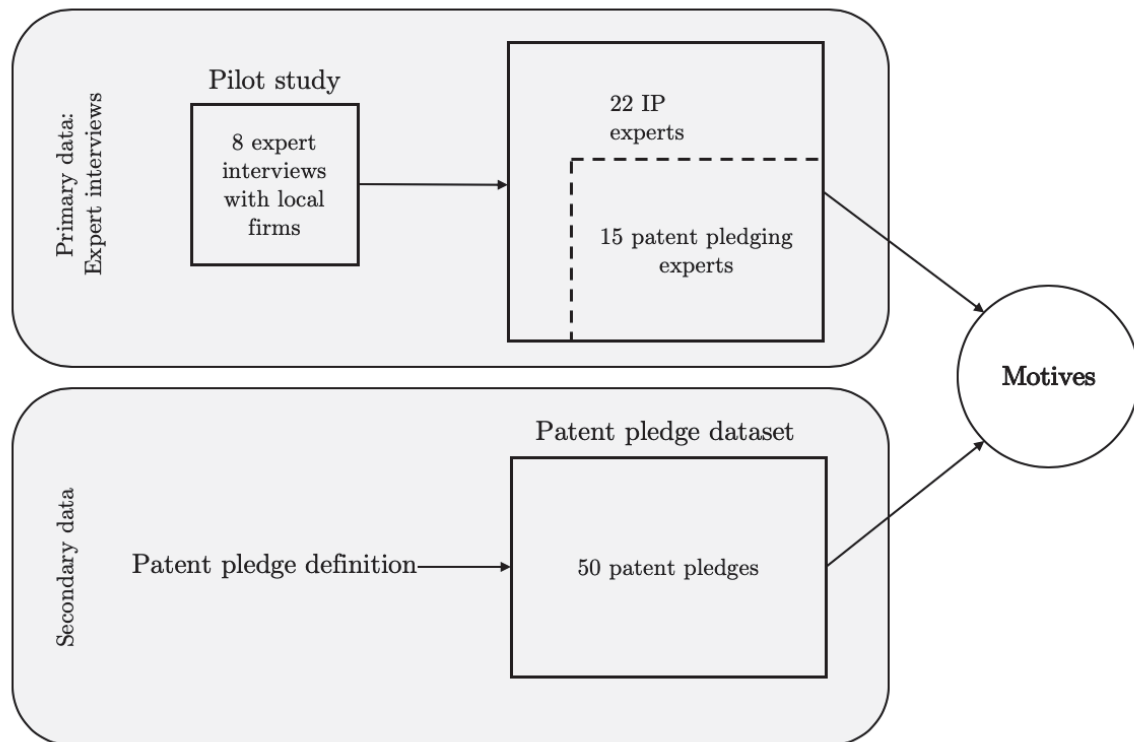 Primary data:
Expert interviews
Pilot study
8 expert
interviews
with local
firms
22 IP
experts
15 patent pledging
experts
Motives
Secondary data
Patent pledge definition
Patent pledge dataset
50 patent pledges